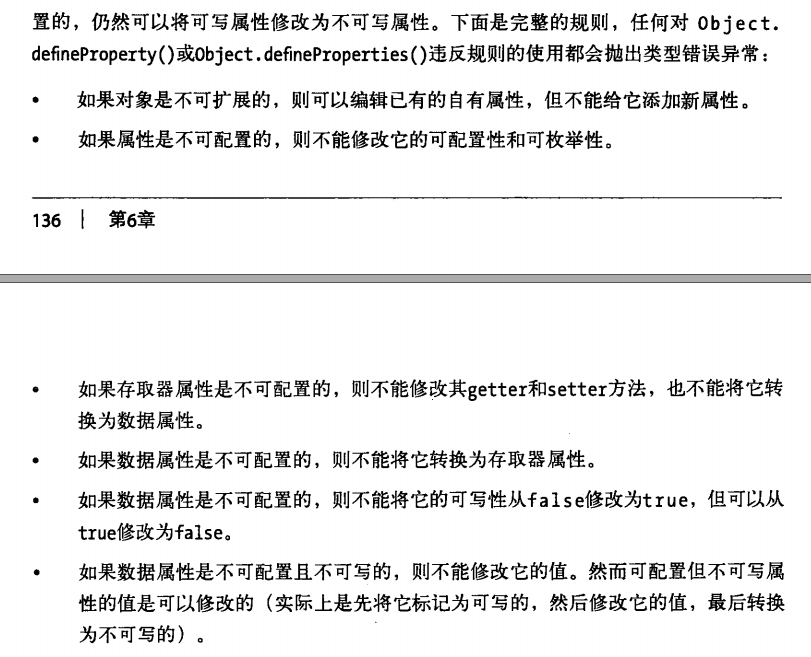 置的，仍然可以将可写属性修改为不可写属性。下面是完整的规则，任何对 Object.
defineProperty()或Object.defineProperties()违反规则的使用都会抛出类型错误异常：
• 如果对象是不可扩展的，则可以编辑已有的自有属性，但不能给它添加新属性。
• 如果属性是不可配置的，则不能修改它的可配置性和可枚举性。
136 | 第6章
• 如果存取器属性是不可配置的，则不能修改其getter和setter方法，也不能将它转
换为数据属性。
• 如果数据属性是不可配置的，则不能将它转换为存取器属性。
• 如果数据属性是不可配置的，则不能将它的可写性从false修改为true，但可以从
true修改为false。
• 如果数据属性是不可配置且不可写的，则不能修改它的值。然而可配置但不可写属
性的值是可以修改的（实际上是先将它标记为可写的，然后修改它的值，最后转换
为不可写的）。